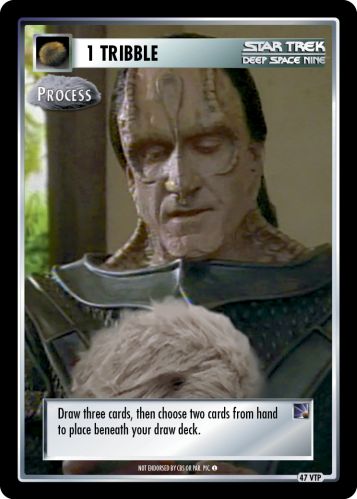 1 TRIBBLE
STAR TREK
DEEP SPACE NINE
PROCESS
Draw three cards, then choose two cards from hand
to place beneath your draw deck.
NOT ENDORSED BY CBS OR PAR. PIC.
47 VTP